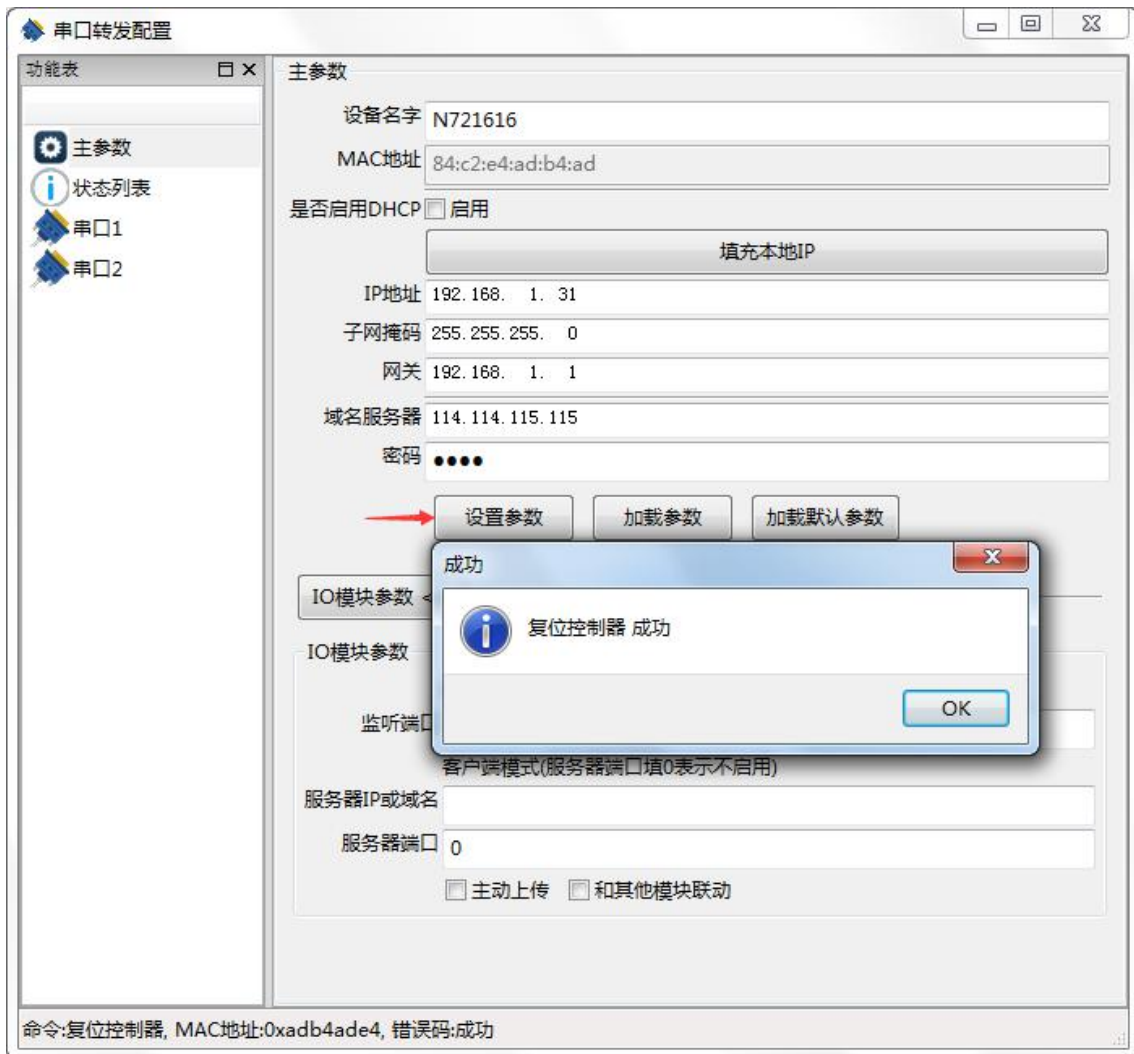 串口转发配置
功能表
主参数
状态列表
串口1
串口2
主参数
设备名字 N721616
MAC地址 84:c2:e4:ad:b4:ad
是否启用DHCP 启用
填充本地IP
IP地址 192.168. 1. 31
子网掩码 255.255.255. 0
网关 192.168. 1. 1
域名服务器 114.114.115.115
密码 ●●●●
设置参数 加载参数 加载默认参数
成功
复位控制器 成功
OK
IO模块参数 <
IO模块参数
监听端口
客户端模式(服务器端口填0表示不启用)
服务器IP或域名
服务器端口 0
主动上传 和其他模块联动
命令:复位控制器, MAC地址:0xadb4ade4, 错误码:成功